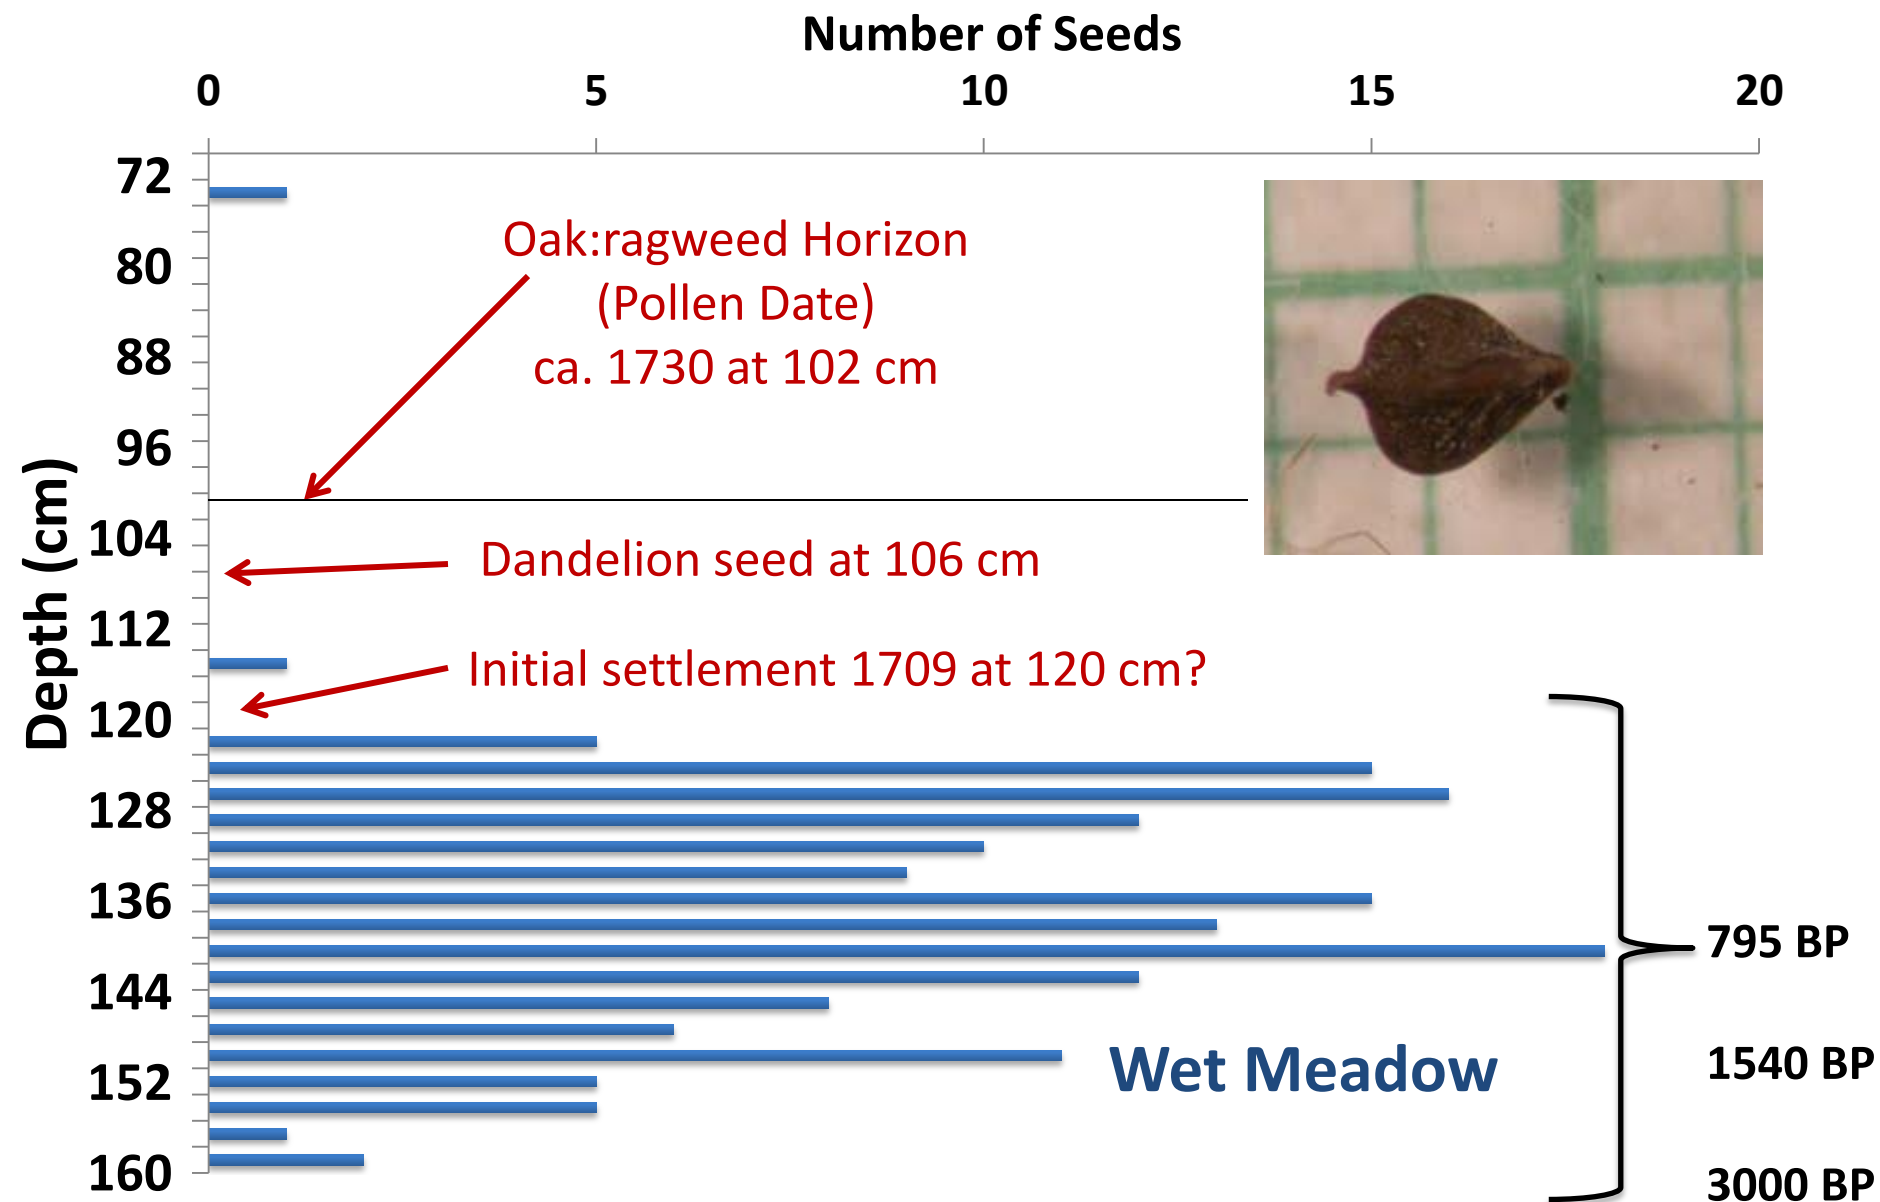 Number of Seeds
0 5 10 15 20
Depth (cm)
72
80
88
96
104
112
120
128
136
144
152
160
Oak:ragweed Horizon
(Pollen Date)
ca. 1730 at 102 cm
Dandelion seed at 106 cm
Initial settlement 1709 at 120 cm?
Wet Meadow
795 BP
1540 BP
3000 BP